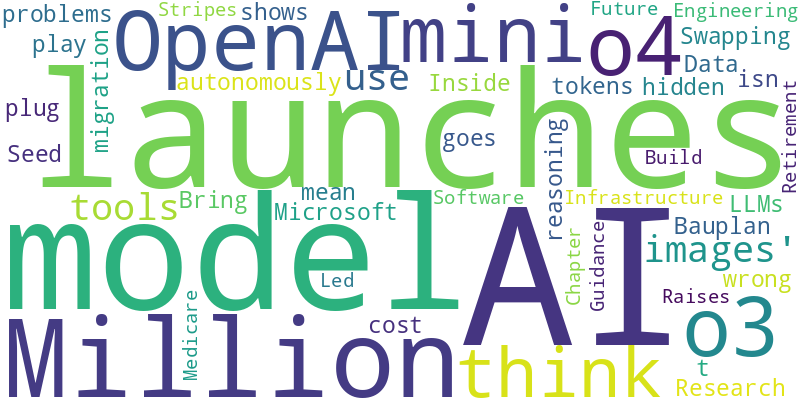 problems
Stripes
shows
OpenAI
mini
o4
Future
Engineering
play
migration
autonomously
use
Inside
tokens
hidden
Swapping
Data
isn
plug
launches
goes
reasoning
Build
Retirement
Seed
tools
Bring
mean
Microsoft
Software
Infrastructure
LLMs
model
AI
Chapter
Guidance
Bauplan
images'
Led
wrong
Medicare
Million
cost
think
Raises
o3
t
Research